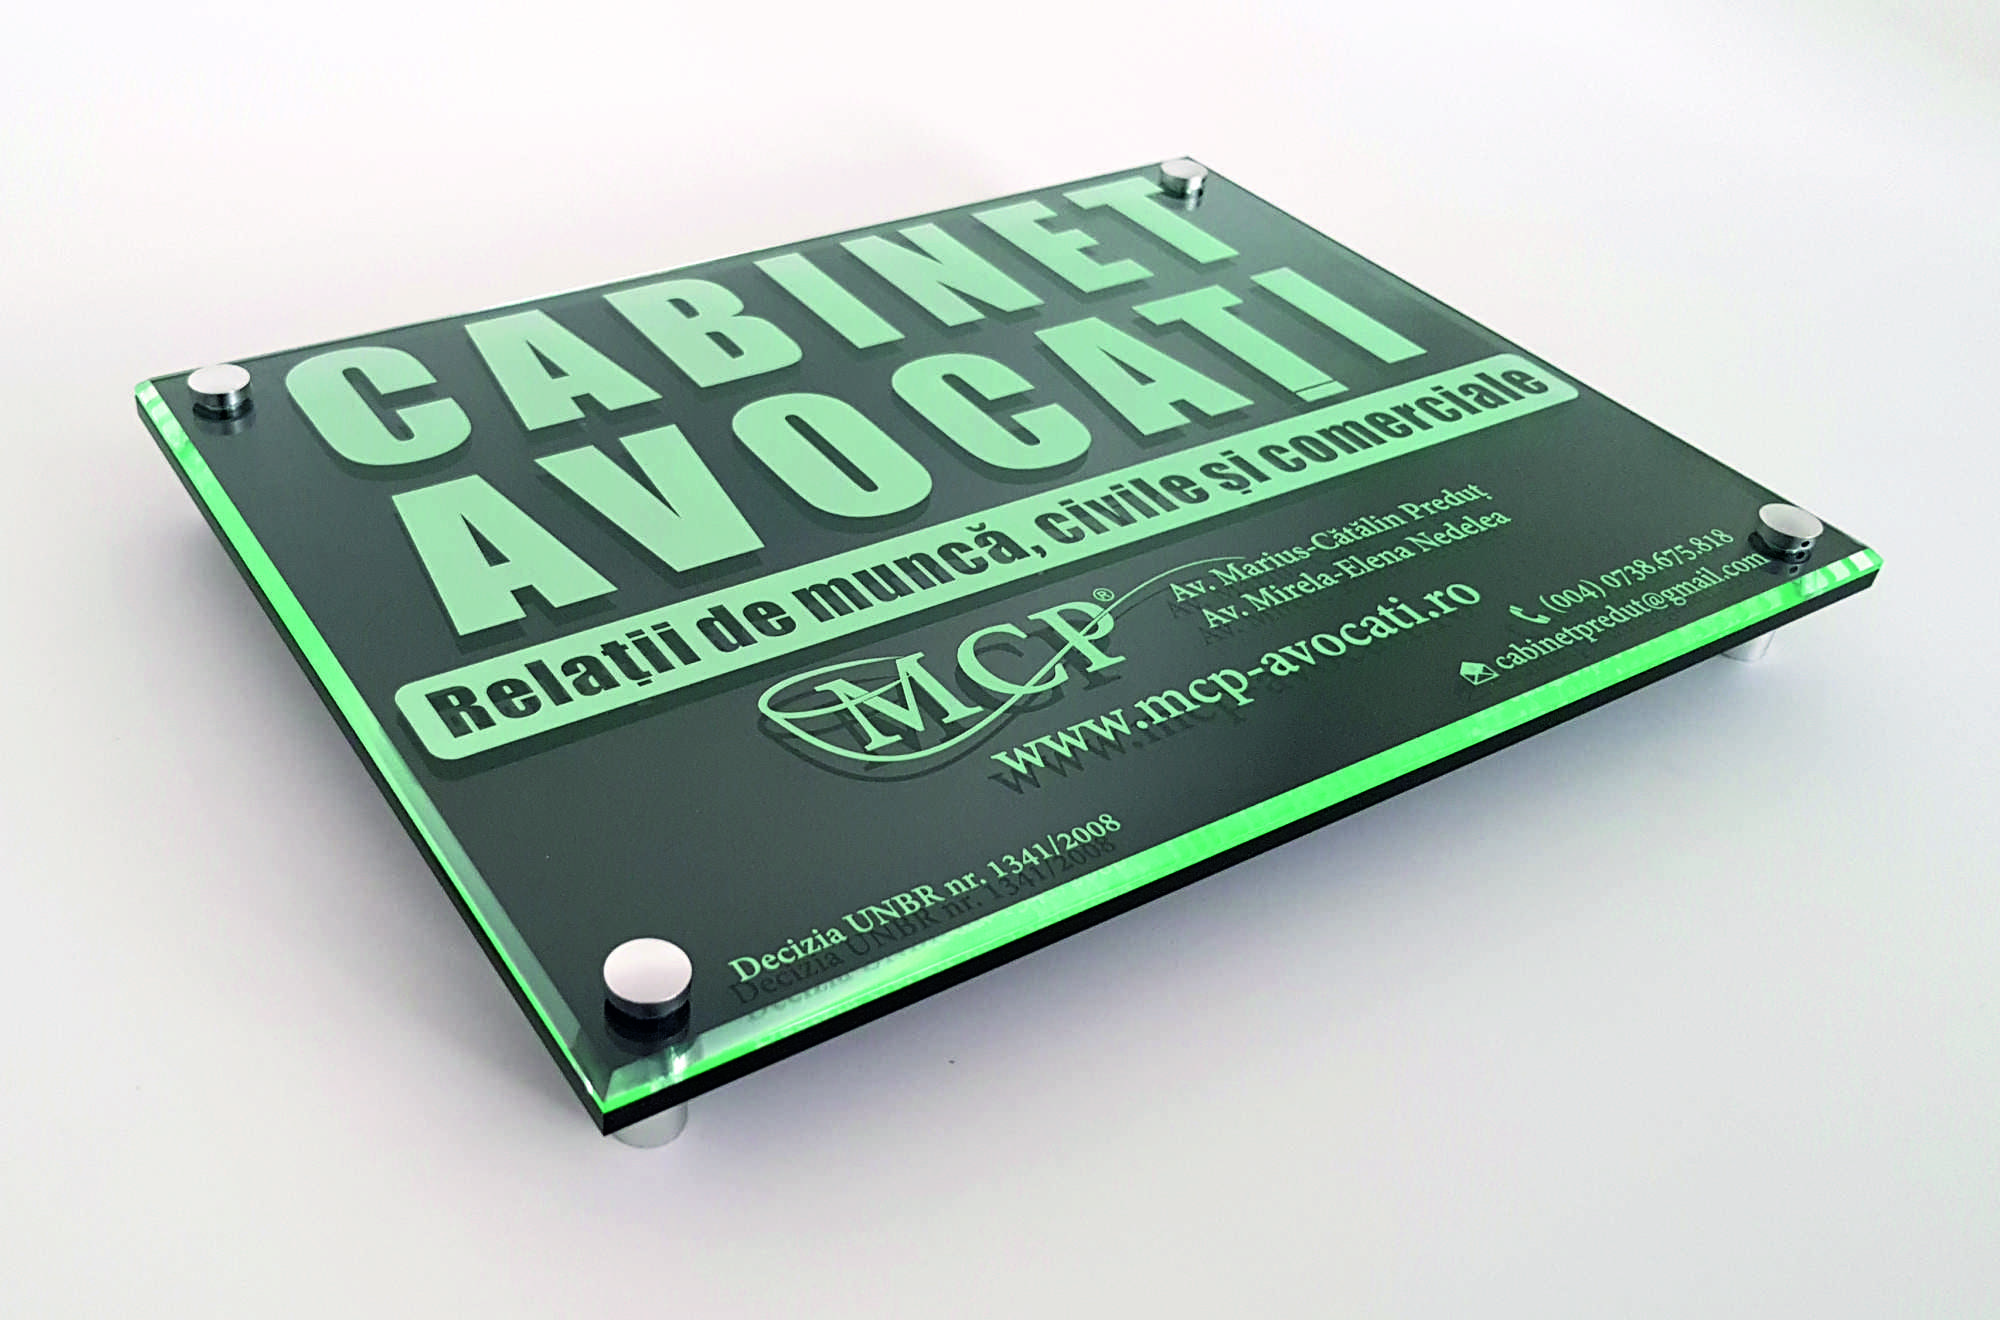 CABINET
AVOCAȚI
Relații de muncă, civile și comerciale
MCP®
Av. Marius-Cătălin Preduț
Av. Mirela-Elena Nedelea
www.mcp-avocati.ro
(004) 0738.675.818
cabinetpredut@gmail.com
Decizia UNBR nr. 1341/2008